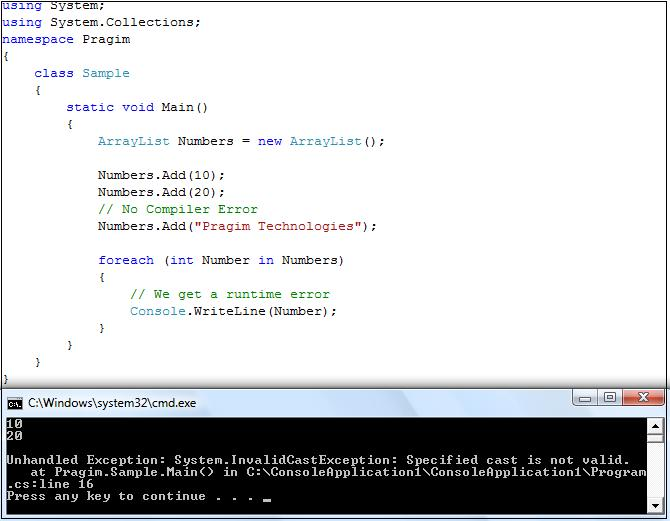 using System;
using System.Collections;
namespace Pragim
{
    class Sample
    {
        static void Main()
        {
            ArrayList Numbers = new ArrayList();

            Numbers.Add(10);
            Numbers.Add(20);
            // No Compiler Error
            Numbers.Add("Pragim Technologies");

            foreach (int Number in Numbers)
            {
                // We get a runtime error
                Console.WriteLine(Number);
            }
        }
    }
}
C:\Windows\system32\cmd.exe
10
20

Unhandled Exception: System.InvalidCastException: Specified cast is not valid.
   at Pragim.Sample.Main() in C:\ConsoleApplication1\ConsoleApplication1\Program
.cs:line 16
Press any key to continue . . . _